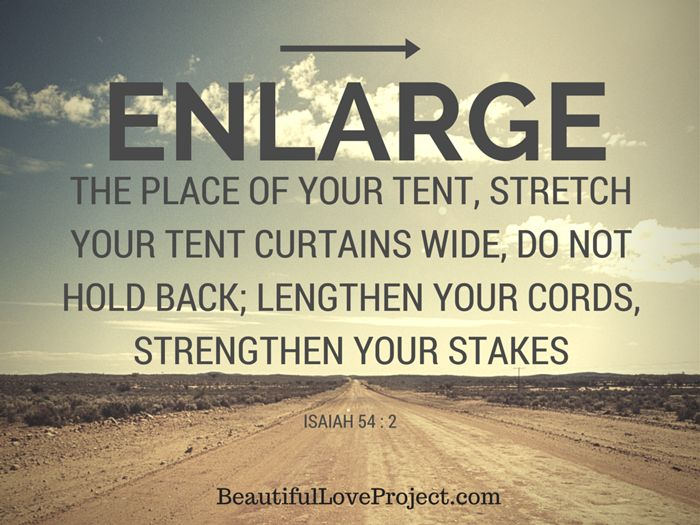 ENLARGE
THE PLACE OF YOUR TENT, STRETCH
YOUR TENT CURTAINS WIDE, DO NOT
HOLD BACK; LENGTHEN YOUR CORDS,
STRENGTHEN YOUR STAKES
ISAIAH 54 : 2
BeautifulLoveProject.com